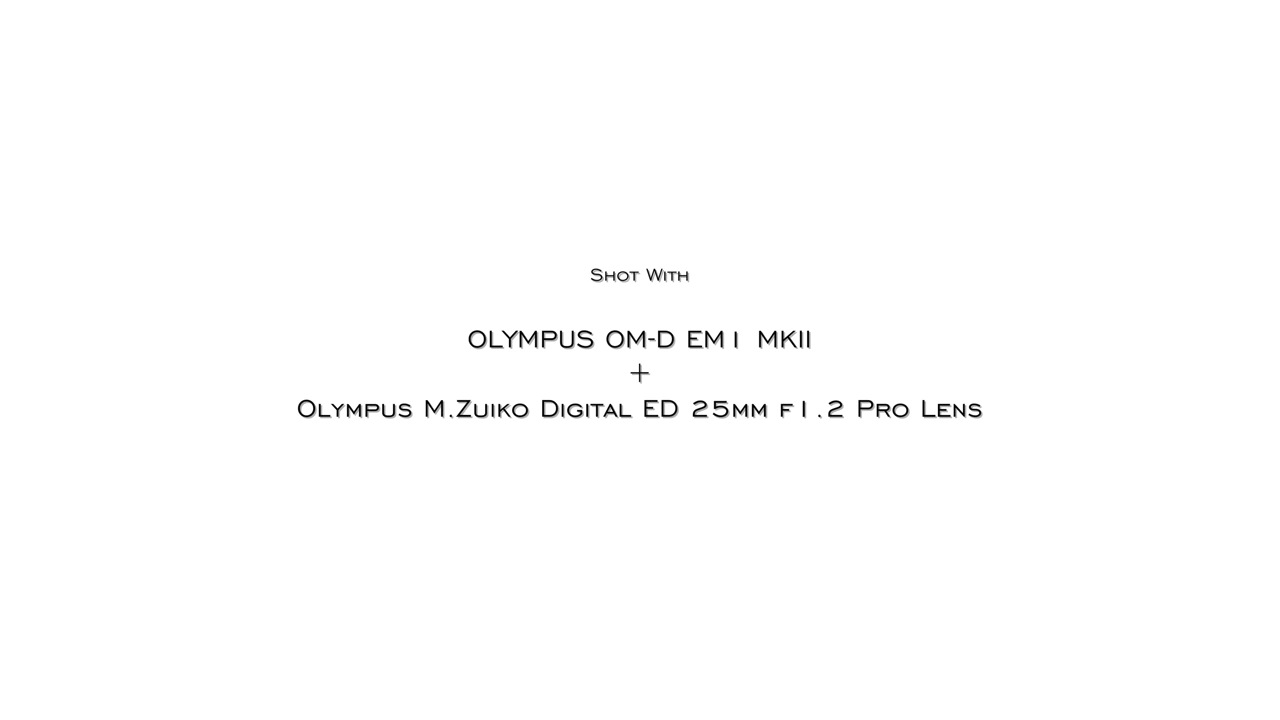 Shot With
OLYMPUS OM-D EM1 MKII
+
Olympus M.Zuiko Digital ED 25mm f1.2 Pro Lens